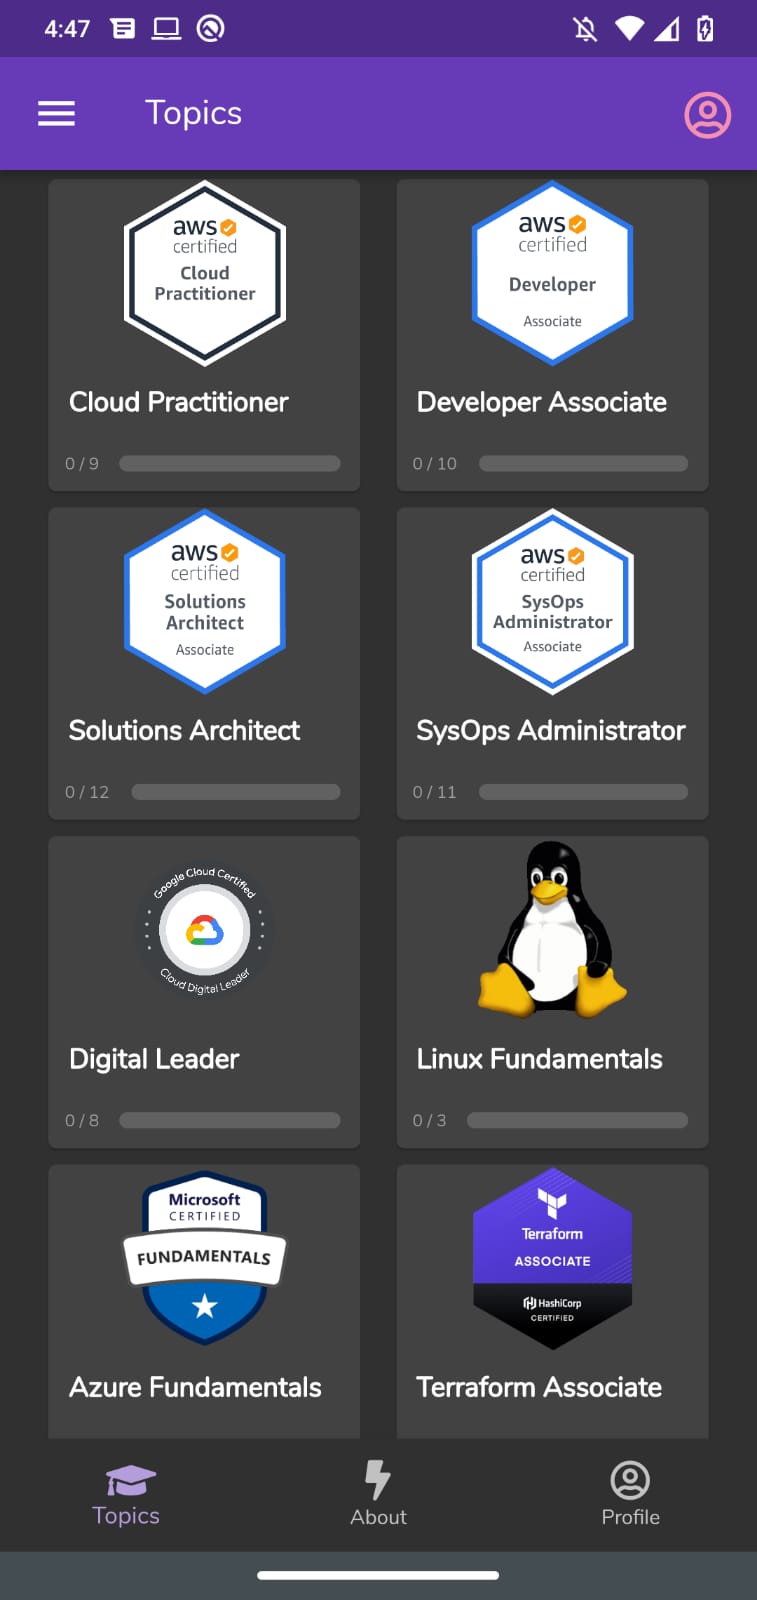 4:47
Topics
aws
certified
Cloud
Practitioner
Cloud Practitioner
0 / 9
aws
certified
Developer
Associate
Developer Associate
0 / 10
aws
certified
Solutions
Architect
Associate
Solutions Architect
0 / 12
aws
certified
SysOps
Administrator
Associate
SysOps Administrator
0 / 11
Google Cloud Certified
Cloud Digital Leader
Digital Leader
0 / 8
Linux Fundamentals
0 / 3
Microsoft
CERTIFIED
FUNDAMENTALS
Azure Fundamentals
Terraform
ASSOCIATE
HashiCorp
CERTIFIED
Terraform Associate
Topics
About
Profile